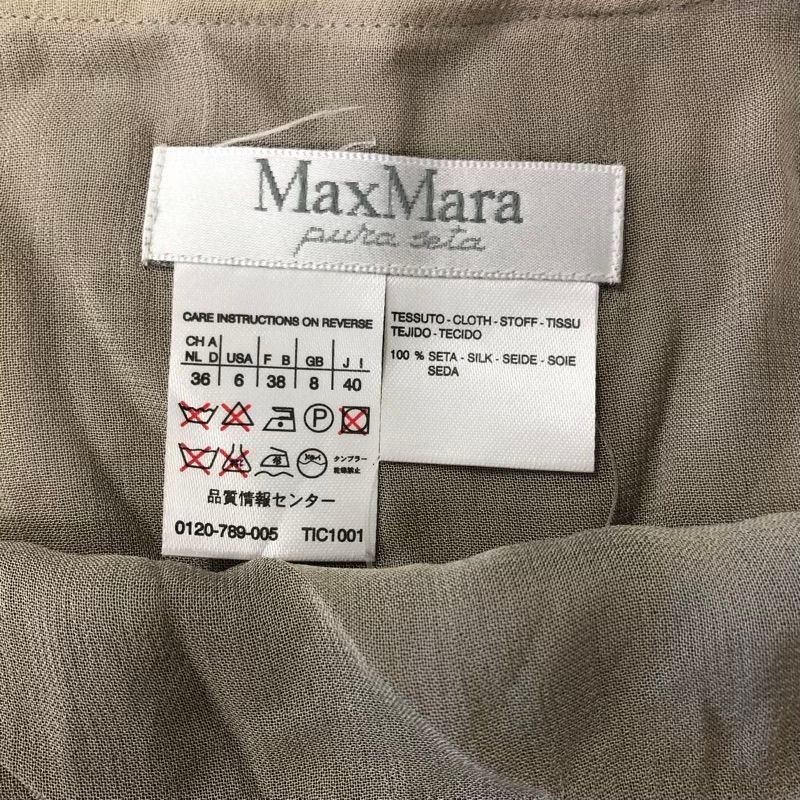 MaxMara
pura seta
CARE INSTRUCTIONS ON REVERSE
CH A
NL D USA F B GB J I
36 6 38 8 40
P
タンブラー
乾燥禁止
品質情報センター
0120-789-005 TIC1001
TESSUTO - CLOTH - STOFF - TISSU
TEJIDO - TECIDO
100 % SETA - SILK - SEIDE - SOIE
SEDA